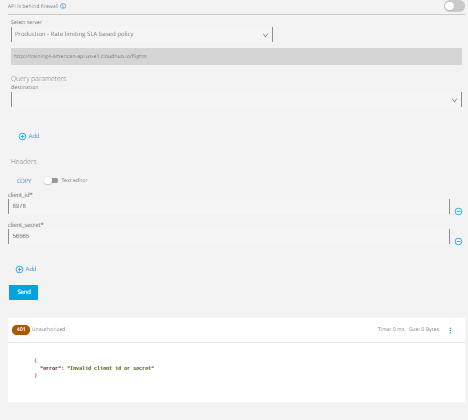 API is behind firewall
Select server
Production - Rate limiting SLA based policy
http://training4-american-api.us-e1.cloudhub.io/flights
Query parameters
destination
Add
Headers
COPY
Text editor
client_id*
8978
client_secret*
56665
Add
Send
401 Unauthorized Time: 0 ms Size: 0 Bytes
{
"error": "Invalid client id or secret"
}